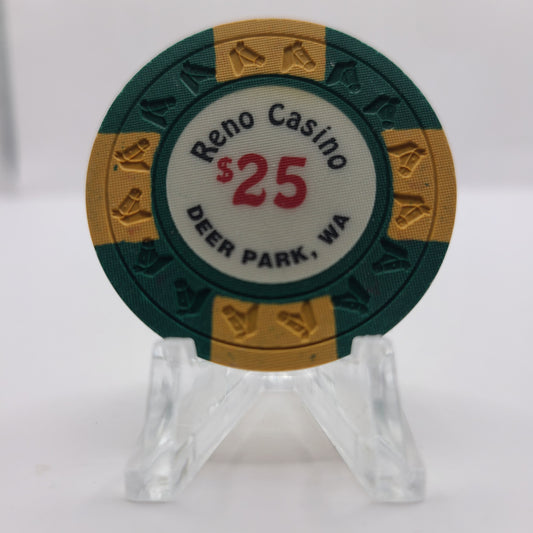 Reno Casino
$25
DEER PARK, WA